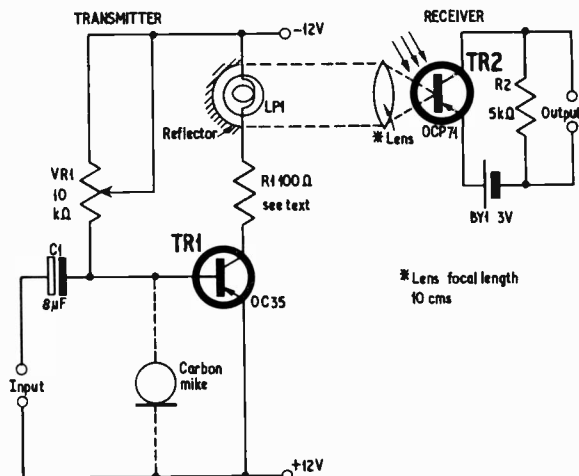 TRANSMITTER
RECEIVER
-12V
TR2
LP1
R2
5kΩ
Output
Reflector
*Lens
OCP71
VR1
10
kΩ
R1 100Ω
see text
BY1 3V
TR1
C1
8µF
OC35
*Lens focal length
10 cms
Input
Carbon
mike
+12V